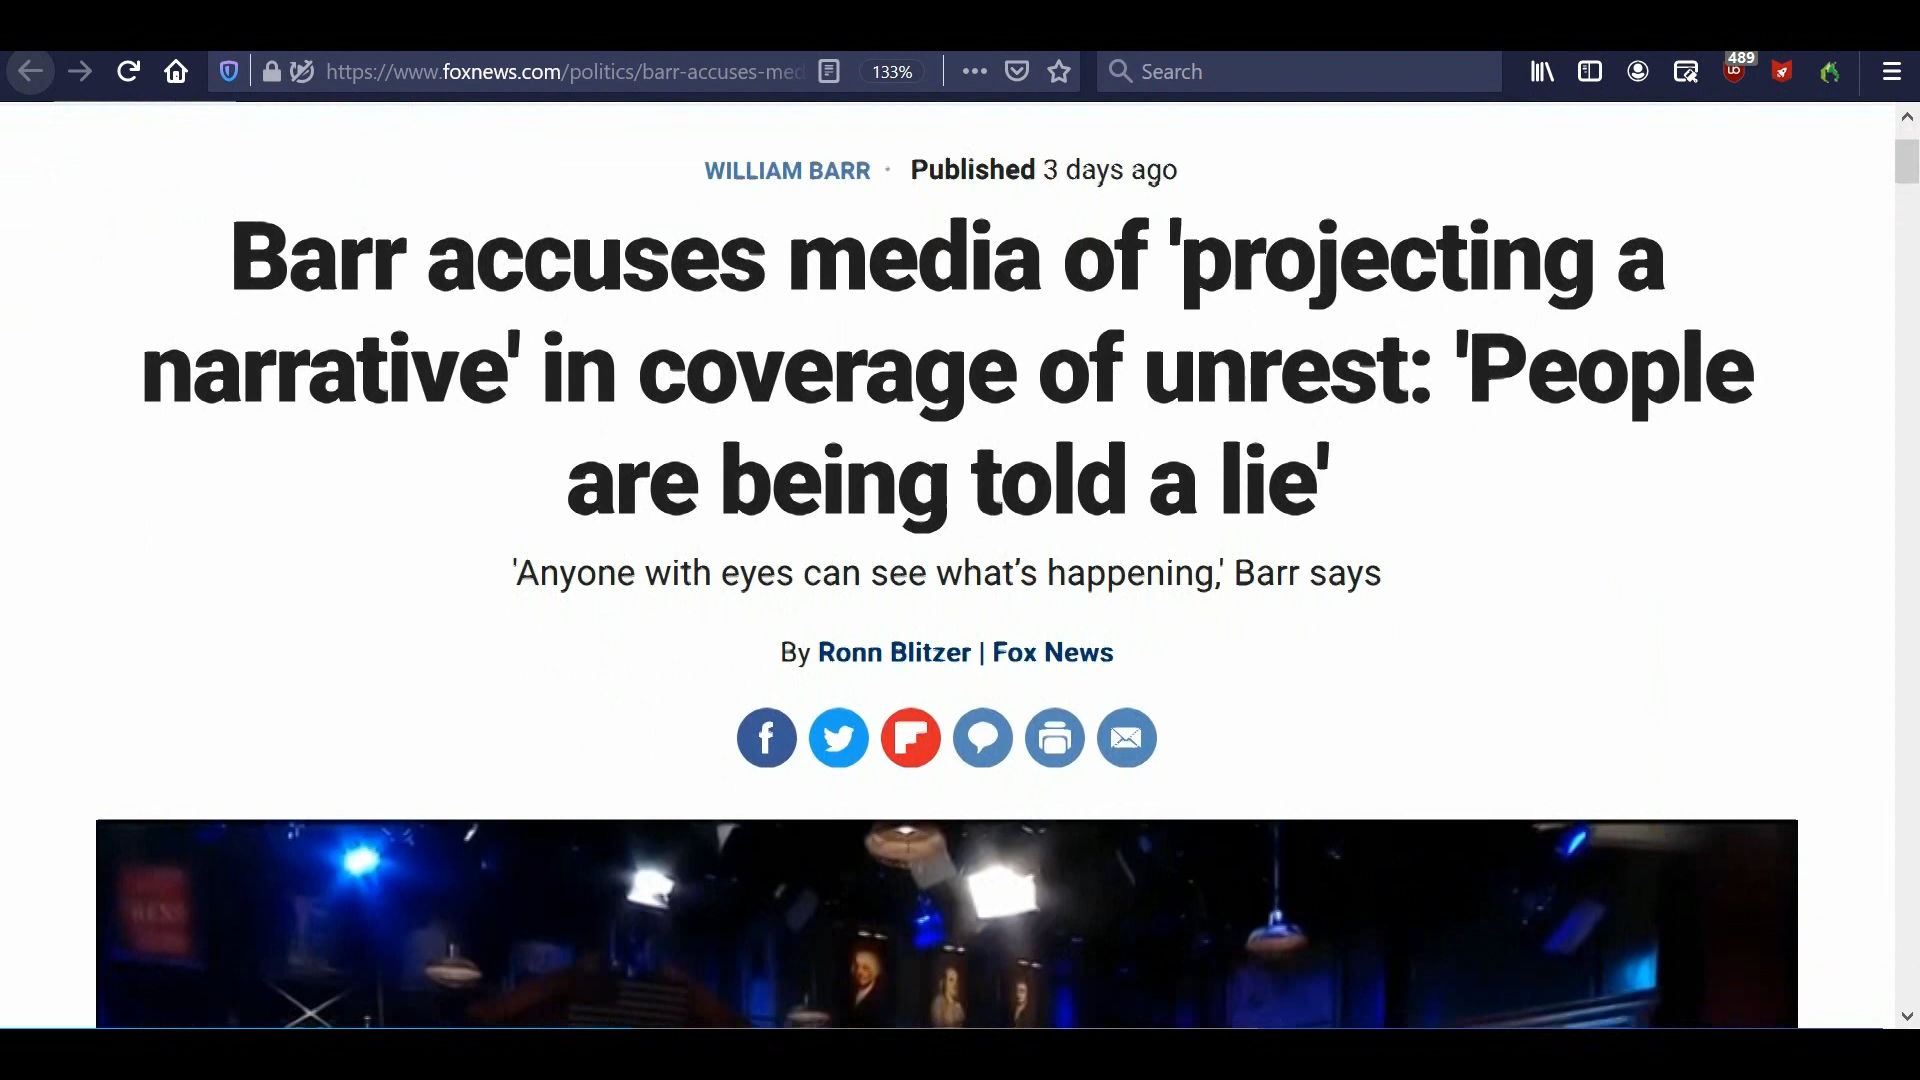 https://www.foxnews.com/politics/barr-accuses-med
133%
Search
489
WILLIAM BARR · Published 3 days ago
Barr accuses media of 'projecting a
narrative' in coverage of unrest: 'People
are being told a lie'
'Anyone with eyes can see what’s happening,' Barr says
By Ronn Blitzer | Fox News